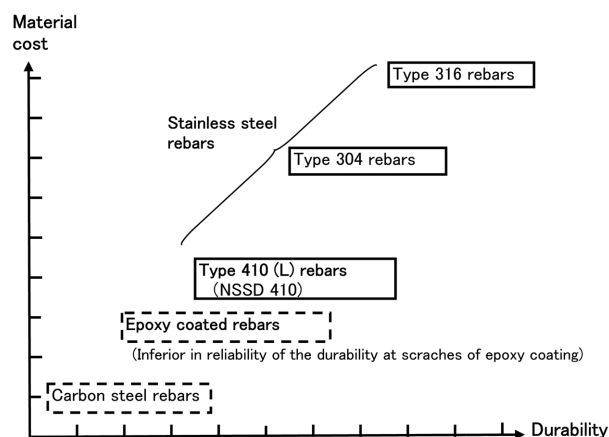 Material
cost
Type 316 rebars
Stainless steel
rebars
Type 304 rebars
Type 410 (L) rebars
(NSSD 410)
Epoxy coated rebars
(Inferior in reliability of the durability at scraches of epoxy coating)
Carbon steel rebars
Durability